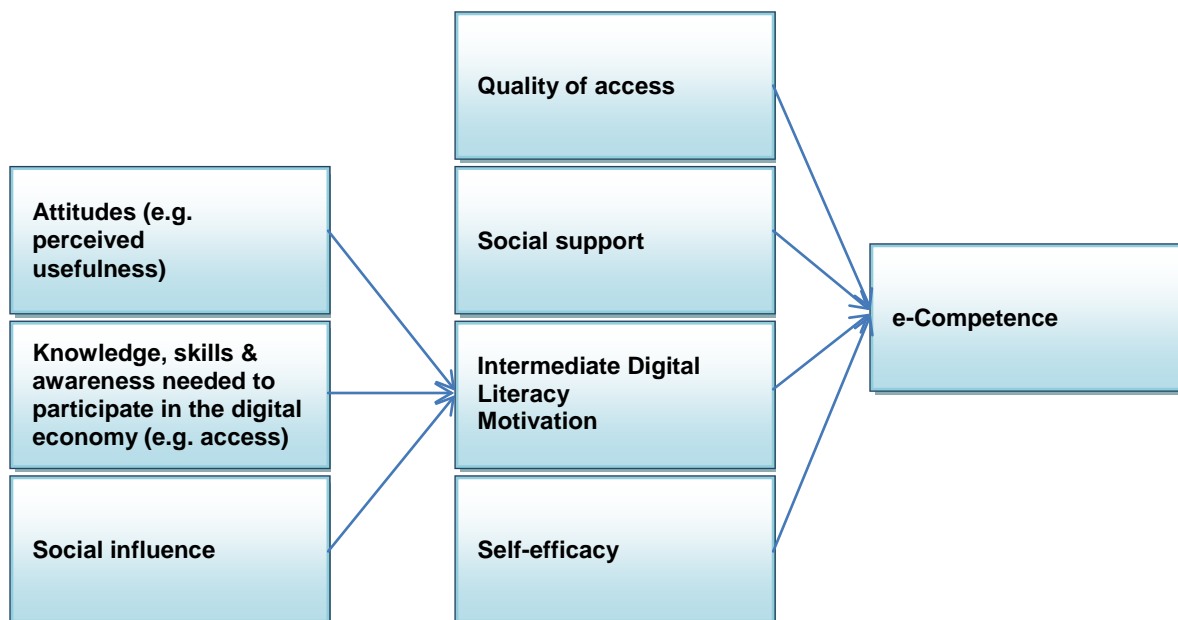 Attitudes (e.g.
perceived
usefulness)
Knowledge, skills &
awareness needed to
participate in the digital
economy (e.g. access)
Social influence
Quality of access
Social support
Intermediate Digital
Literacy
Motivation
Self-efficacy
e-Competence